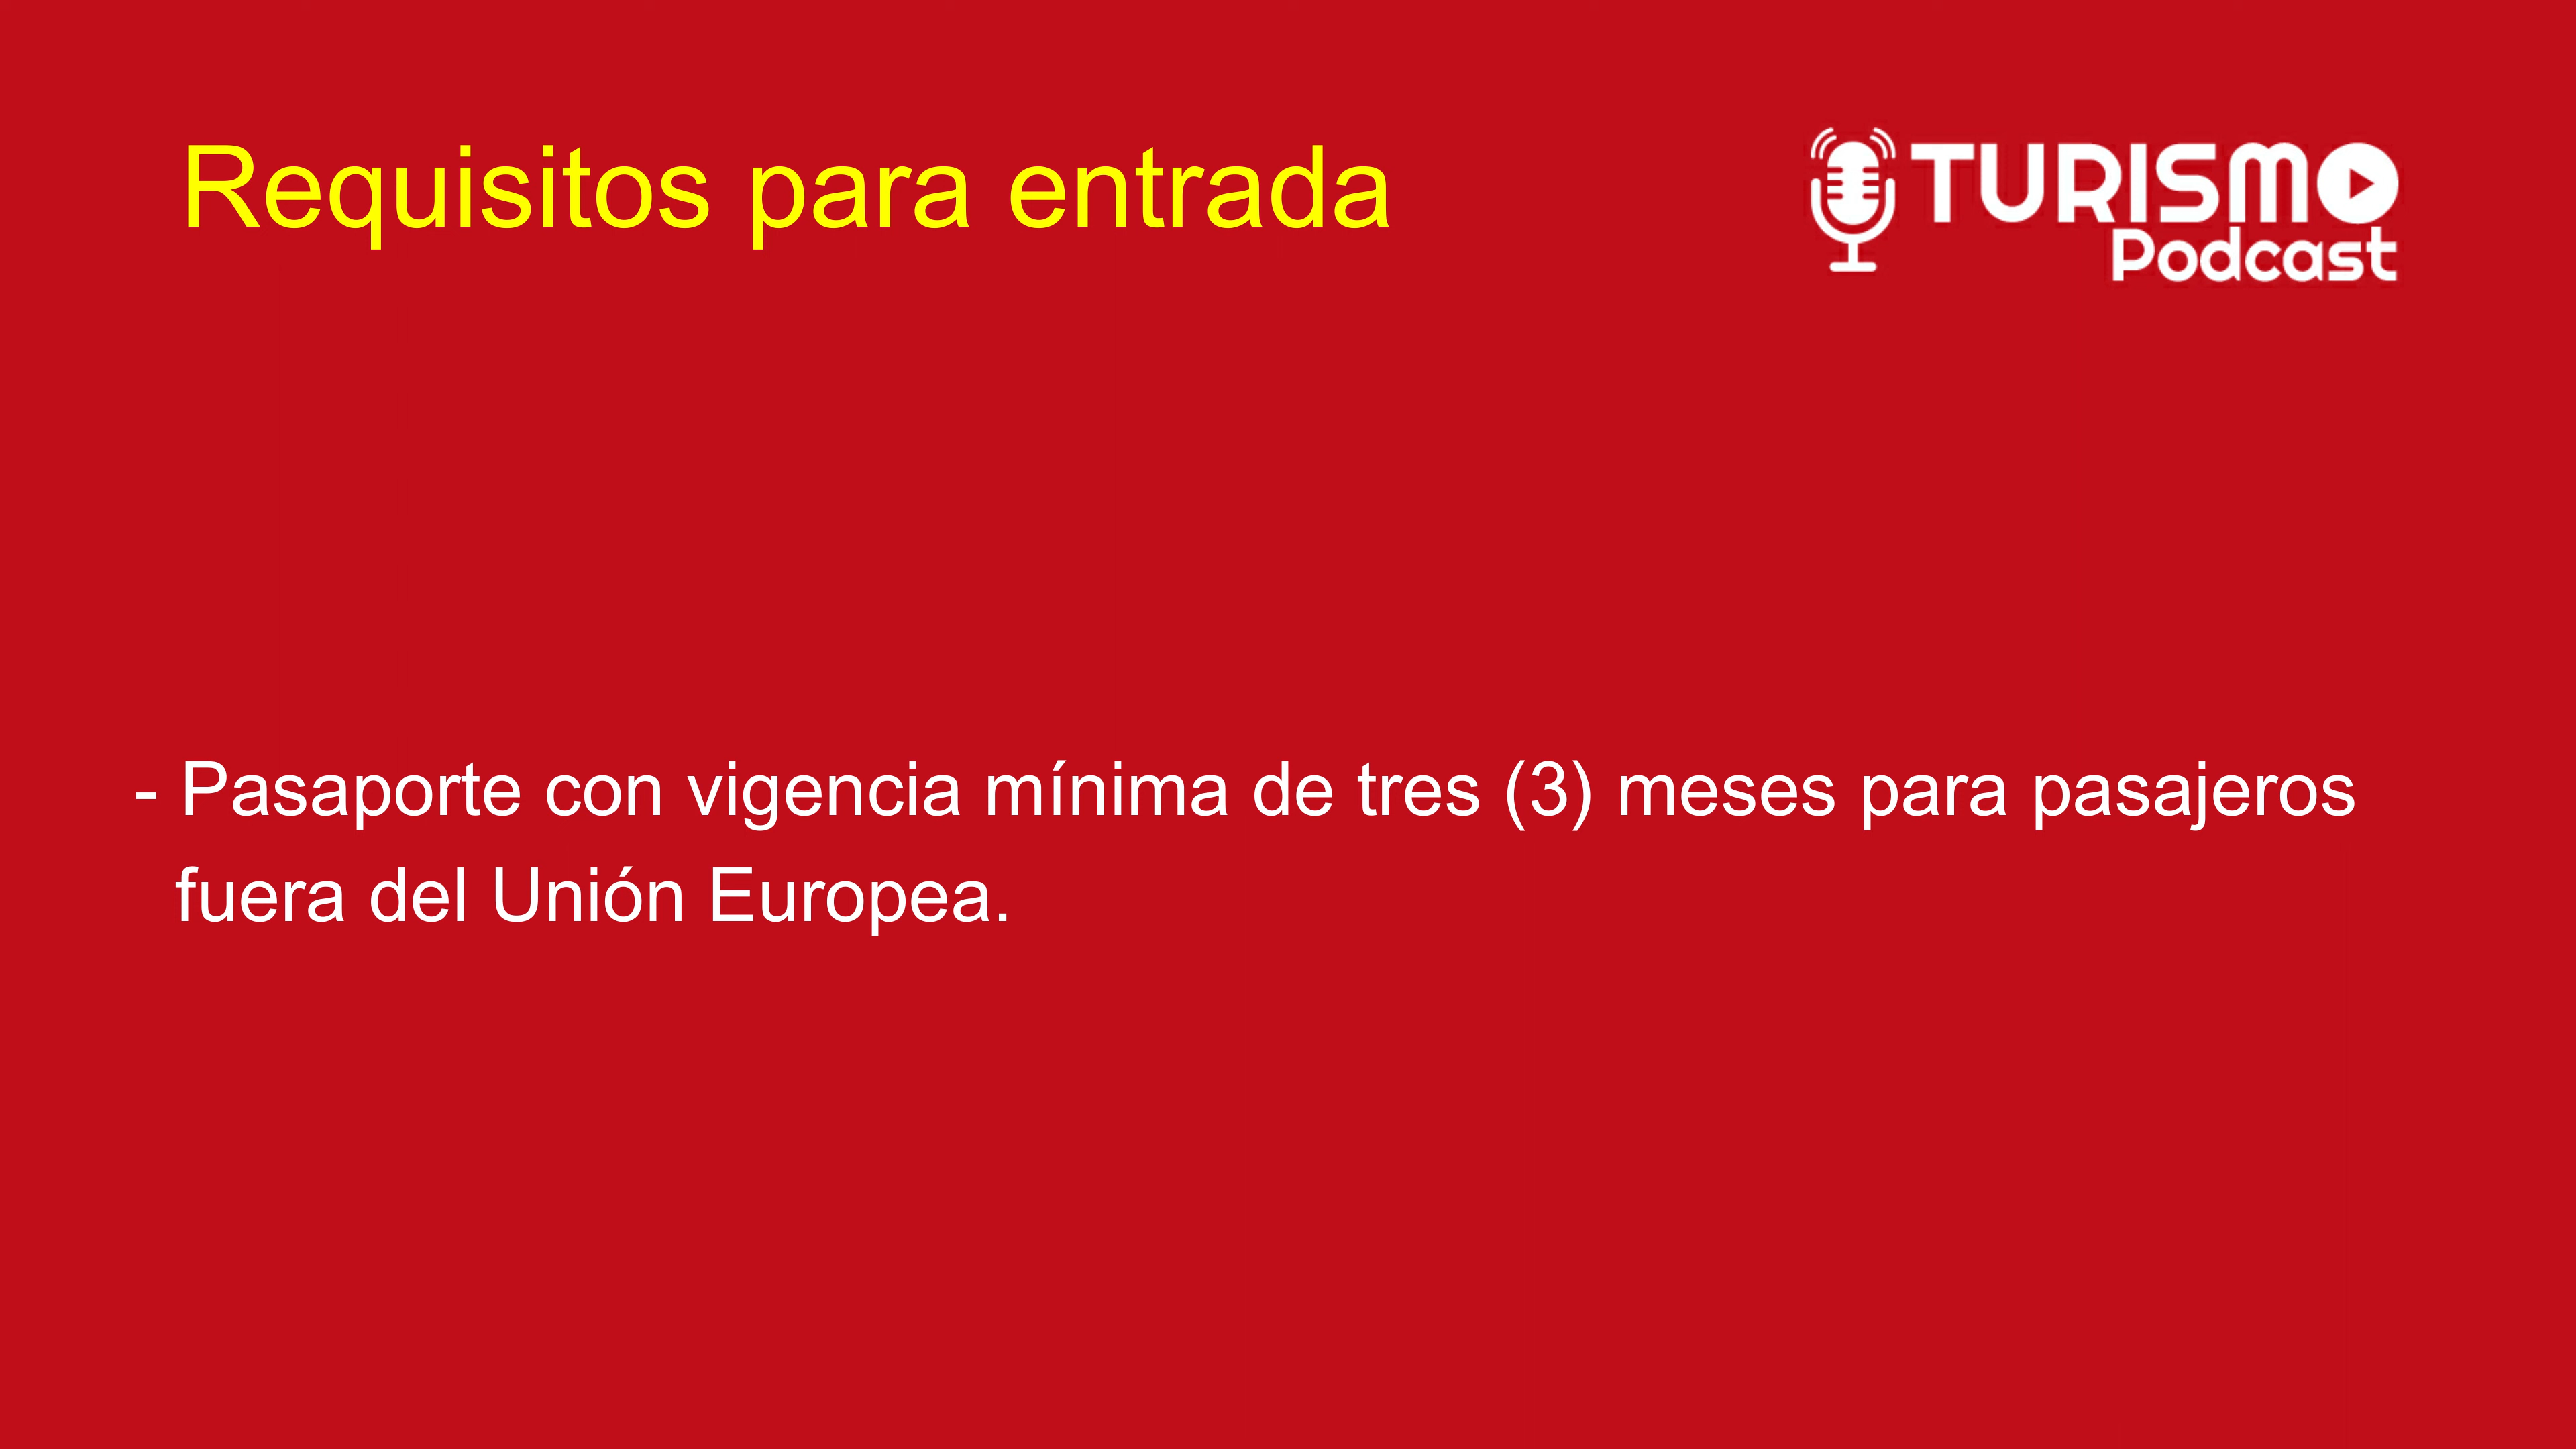 Requisitos para entrada
TURISMO
Podcast
- Pasaporte con vigencia mínima de tres (3) meses para pasajeros
fuera del Unión Europea.